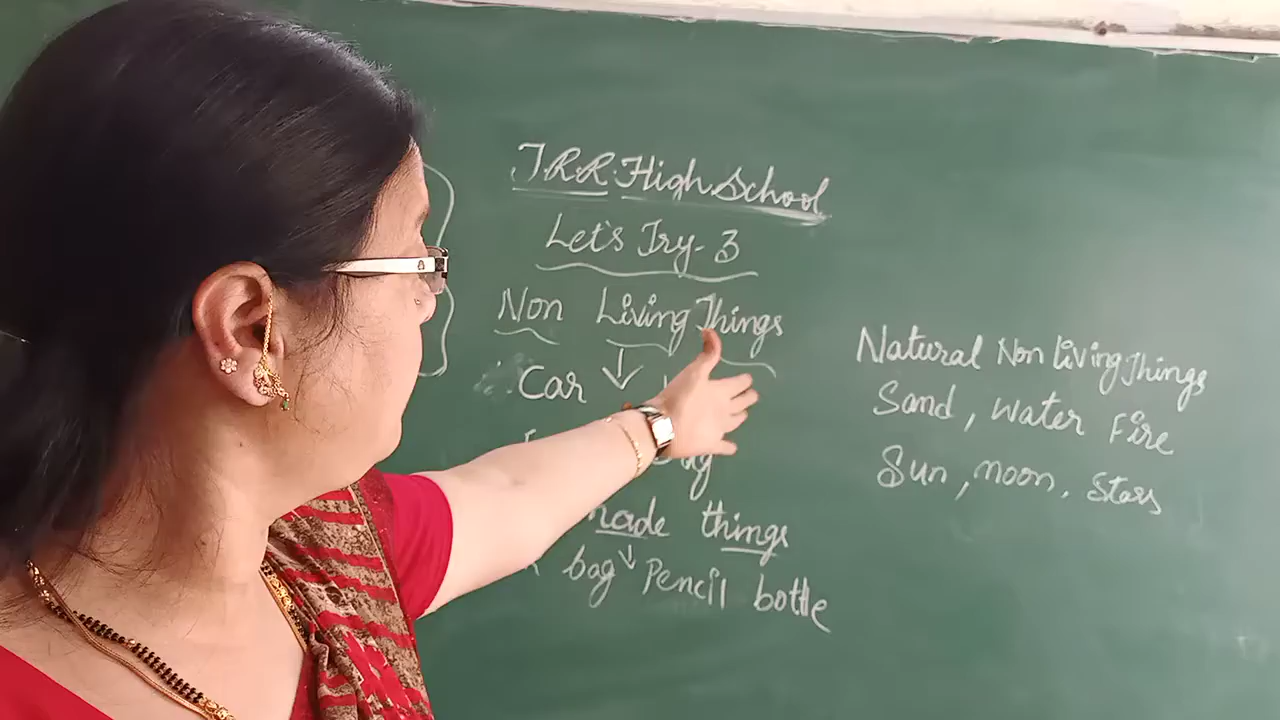 J.R.R. High School
Let's Try - 3
Non Living Things
Car
made things
bag Pencil bottle
Natural Non Living Things
Sand, Water Fire
Sun, moon, Stars